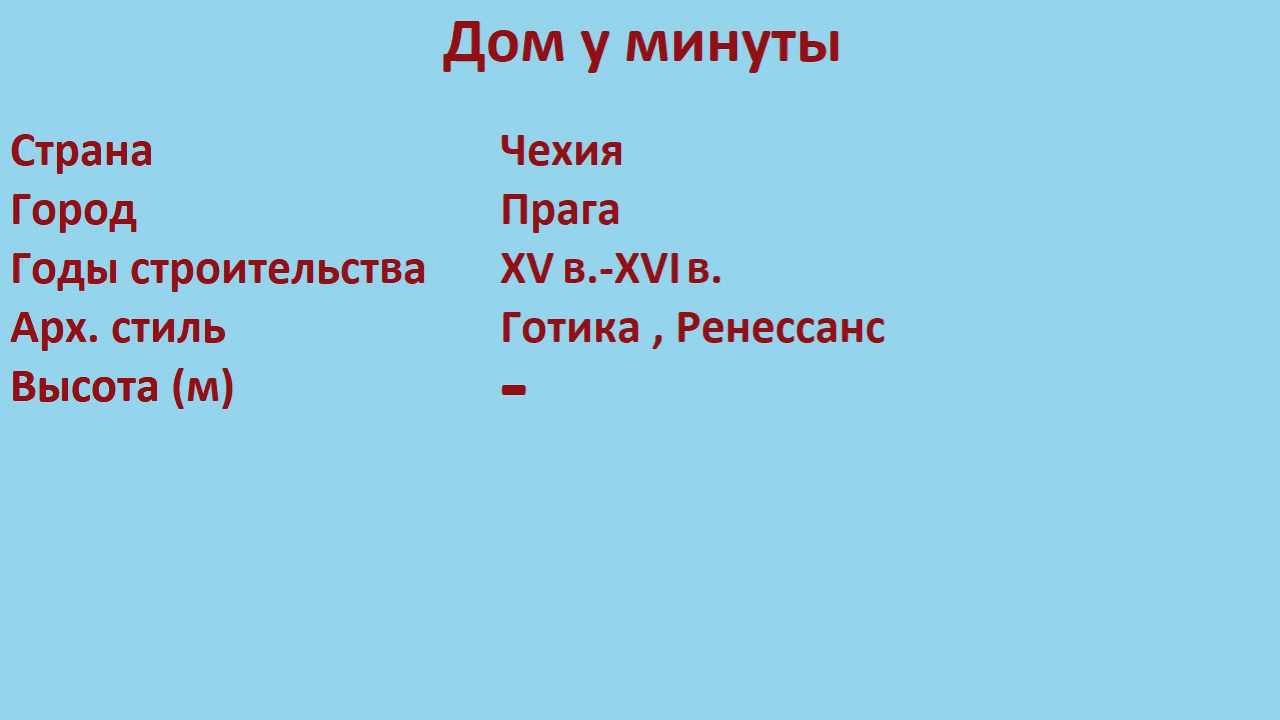 Дом у минуты
Страна Чехия
Город Прага
Годы строительства XV в.-XVI в.
Арх. стиль Готика , Ренессанс
Высота (м) -